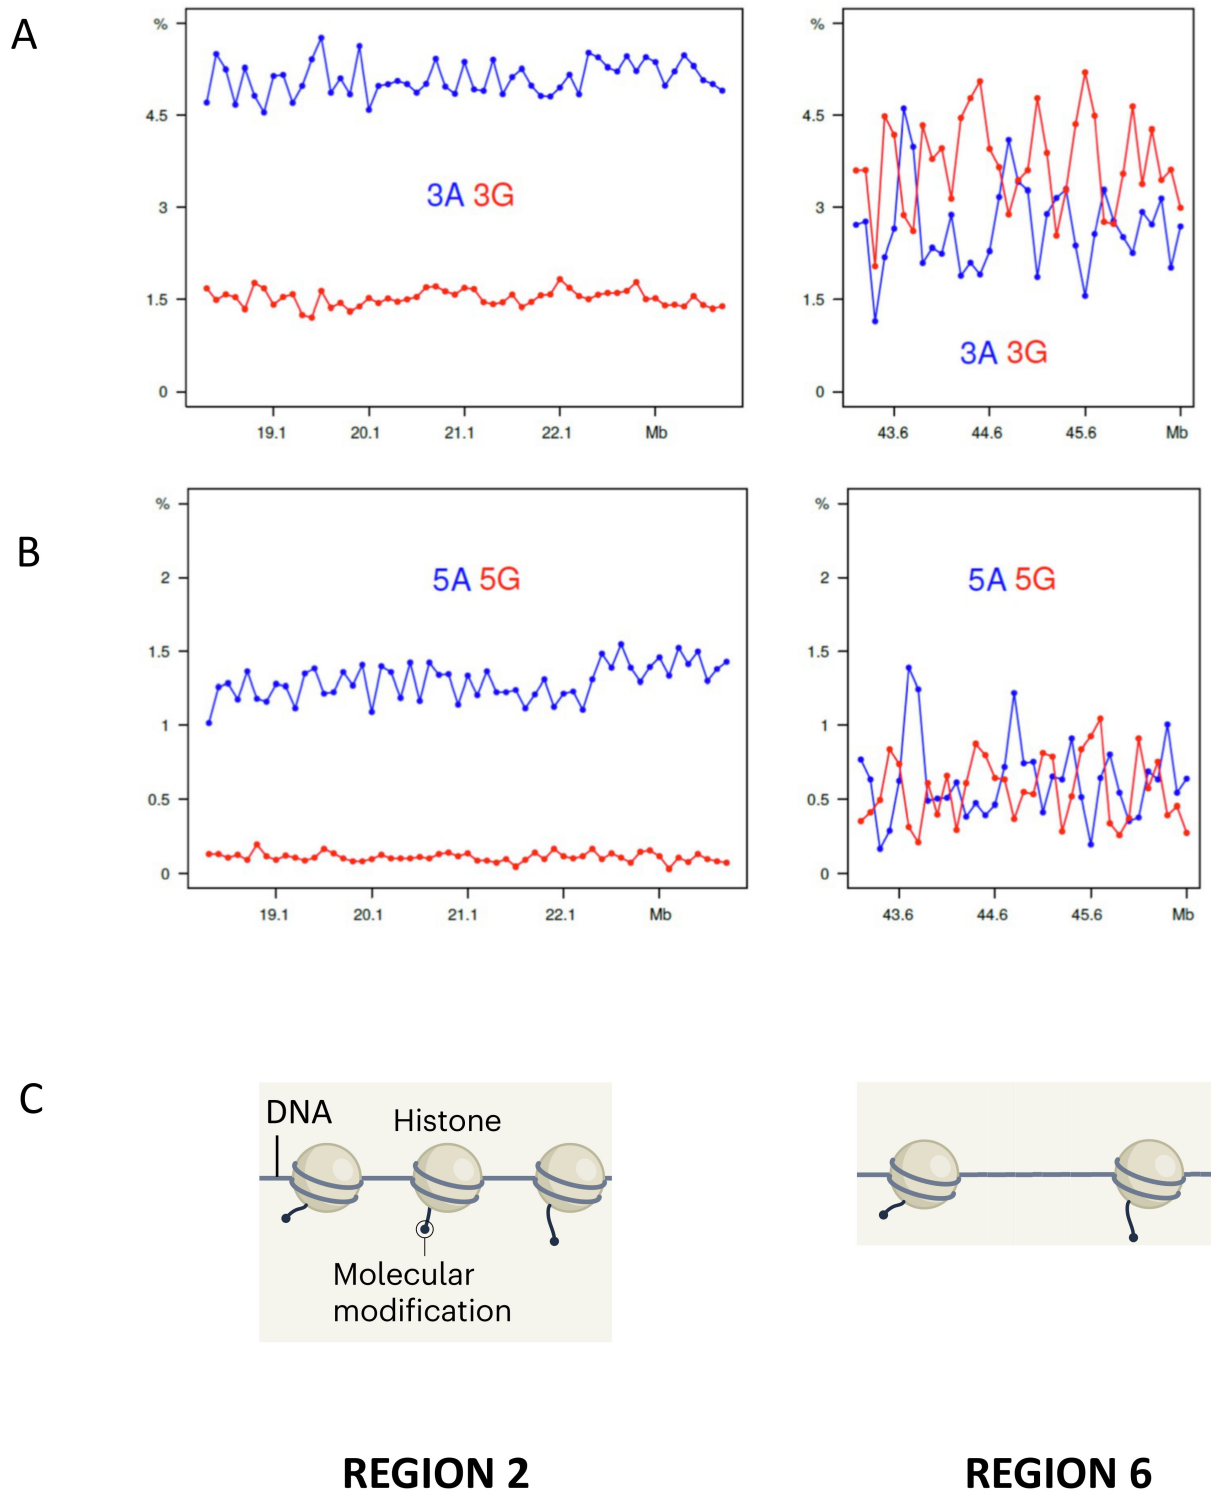 A
%
4.5
3
1.5
0
3A 3G
19.1 20.1 21.1 22.1 Mb
%
4.5
3
1.5
0
3A 3G
43.6 44.6 45.6 Mb
B
%
2
1.5
1
0.5
0
5A 5G
19.1 20.1 21.1 22.1 Mb
%
2
1.5
1
0.5
0
5A 5G
43.6 44.6 45.6 Mb
C
DNA
Histone
Molecular
modification
REGION 2
REGION 6